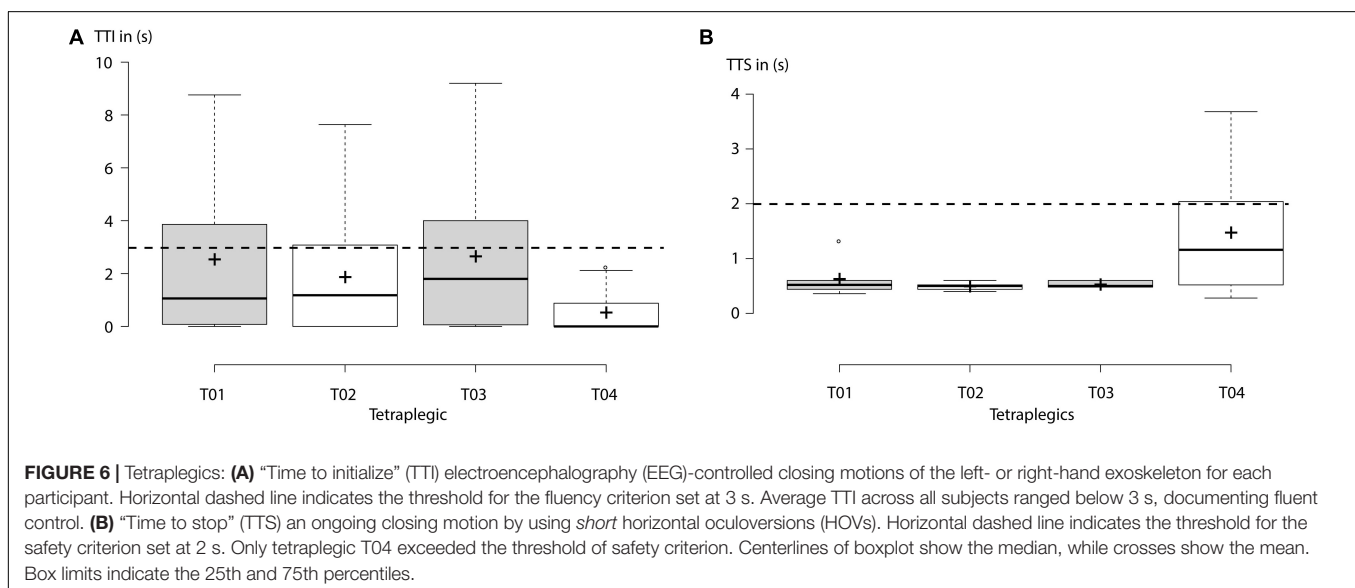 A TTI in (s)
10
8
6
4
2
0
T01 T02 T03 T04
Tetraplegic
B
TTS in (s)
4
3
2
1
0
T01 T02 T03 T04
Tetraplegics
FIGURE 6 | Tetraplegics: (A) “Time to initialize” (TTI) electroencephalography (EEG)-controlled closing motions of the left- or right-hand exoskeleton for each
participant. Horizontal dashed line indicates the threshold for the fluency criterion set at 3 s. Average TTI across all subjects ranged below 3 s, documenting fluent
control. (B) “Time to stop” (TTS) an ongoing closing motion by using short horizontal oculoversions (HOVs). Horizontal dashed line indicates the threshold for the
safety criterion set at 2 s. Only tetraplegic T04 exceeded the threshold of safety criterion. Centerlines of boxplot show the median, while crosses show the mean.
Box limits indicate the 25th and 75th percentiles.